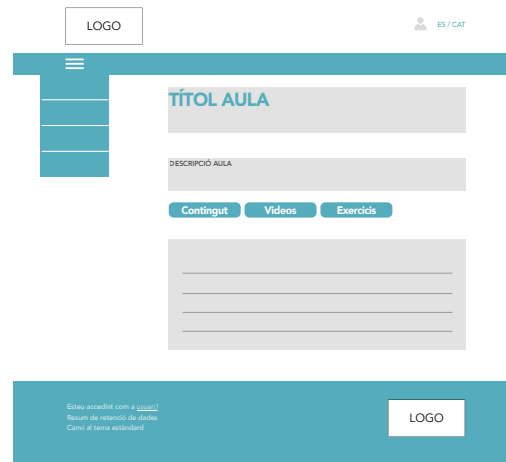 LOGO
ES / CAT
TÍTOL AULA
DESCRIPCIÓ AULA
Contingut
Videos
Exercicis
Esteu accedint com a usuari?
Resum de retenció de dades
Canvi al tema estàndard
LOGO